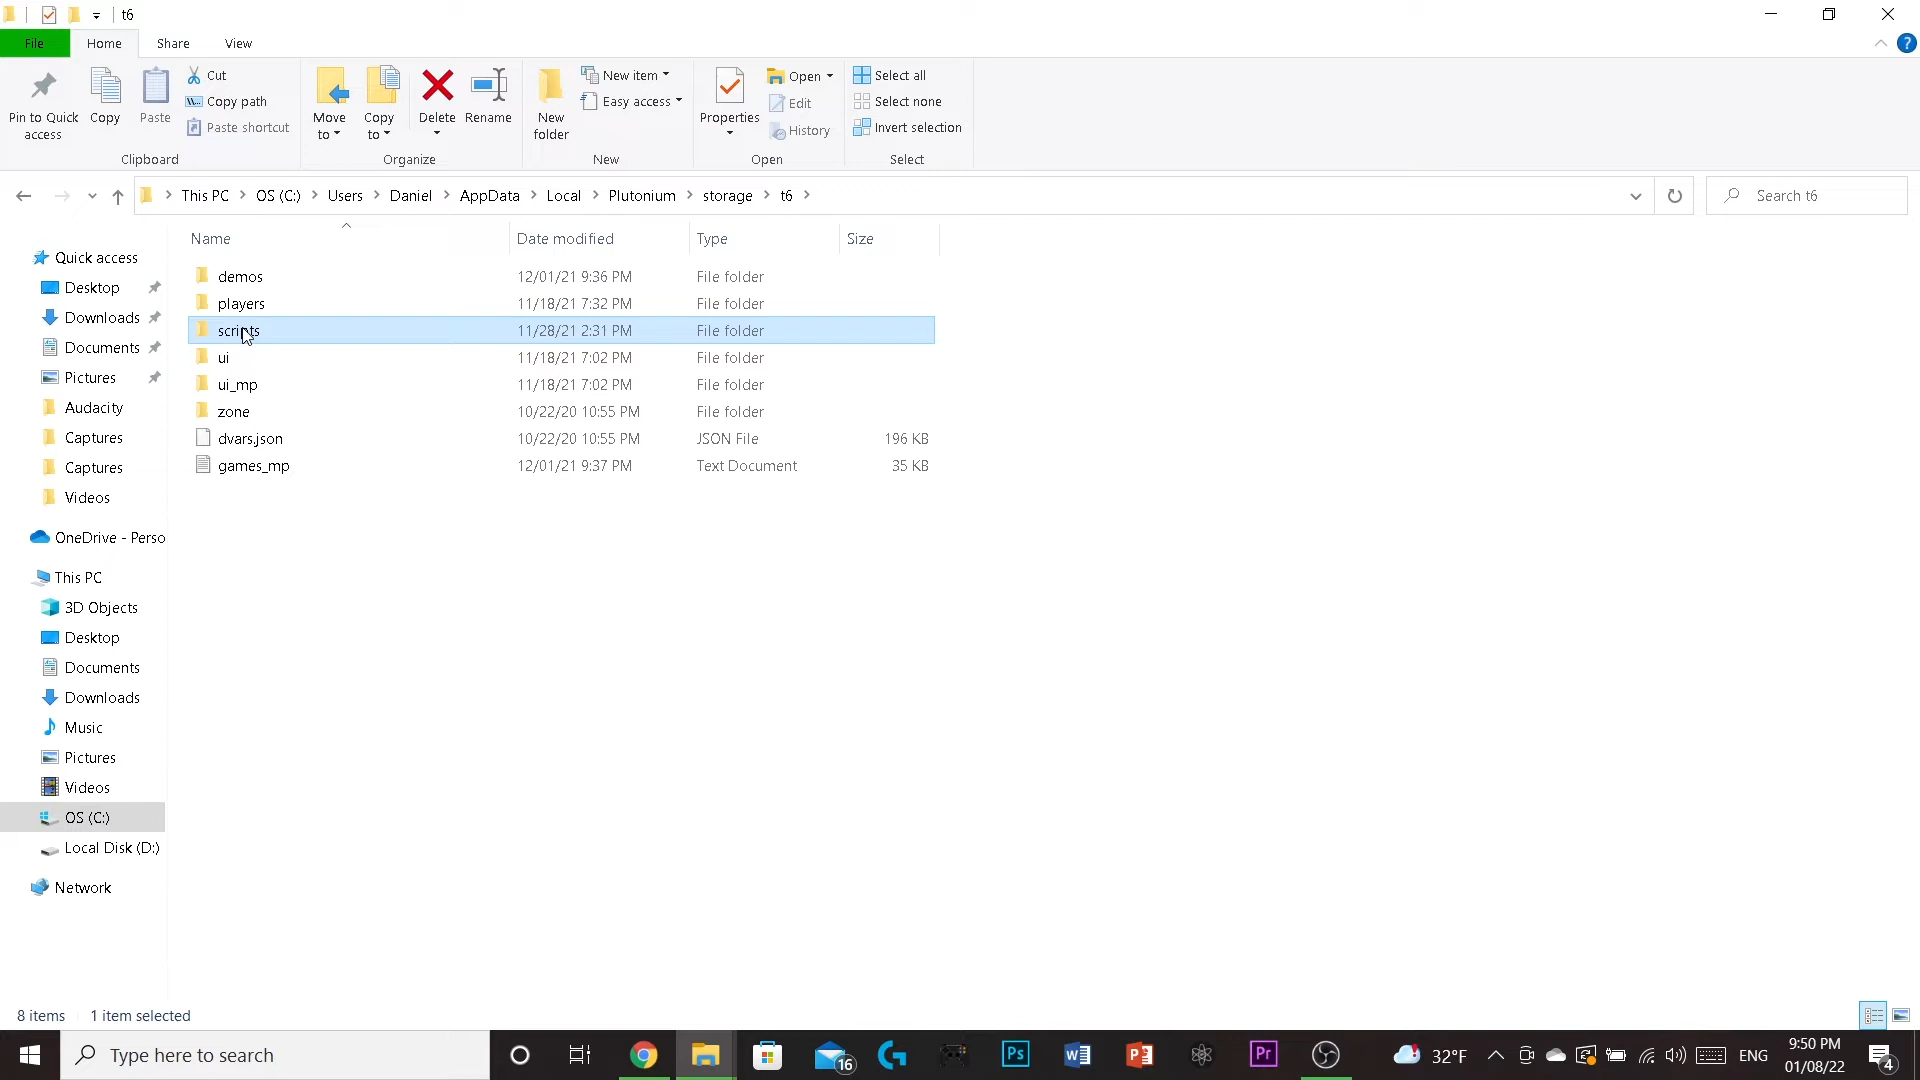 t6
File Home Share View
Pin to Quick access
Copy
Paste
Cut
Copy path
Paste shortcut
Clipboard
Move to
Copy to
Delete
Rename
Organize
New folder
New item
Easy access
New
Properties
Open
Edit
History
Open
Select all
Select none
Invert selection
Select
This PC OS (C:) Users Daniel AppData Local Plutonium storage t6
Search t6
Name Date modified Type Size
demos 12/01/21 9:36 PM File folder
players 11/18/21 7:32 PM File folder
scripts 11/28/21 2:31 PM File folder
ui 11/18/21 7:02 PM File folder
ui_mp 11/18/21 7:02 PM File folder
zone 10/22/20 10:55 PM File folder
dvars.json 10/22/20 10:55 PM JSON File 196 KB
games_mp 12/01/21 9:37 PM Text Document 35 KB
Quick access
Desktop
Downloads
Documents
Pictures
Audacity
Captures
Captures
Videos
OneDrive - Perso
This PC
3D Objects
Desktop
Documents
Downloads
Music
Pictures
Videos
OS (C:)
Local Disk (D:)
Network
8 items 1 item selected
Type here to search
16
Ps
Pr
32°F
ENG
9:50 PM
01/08/22
4